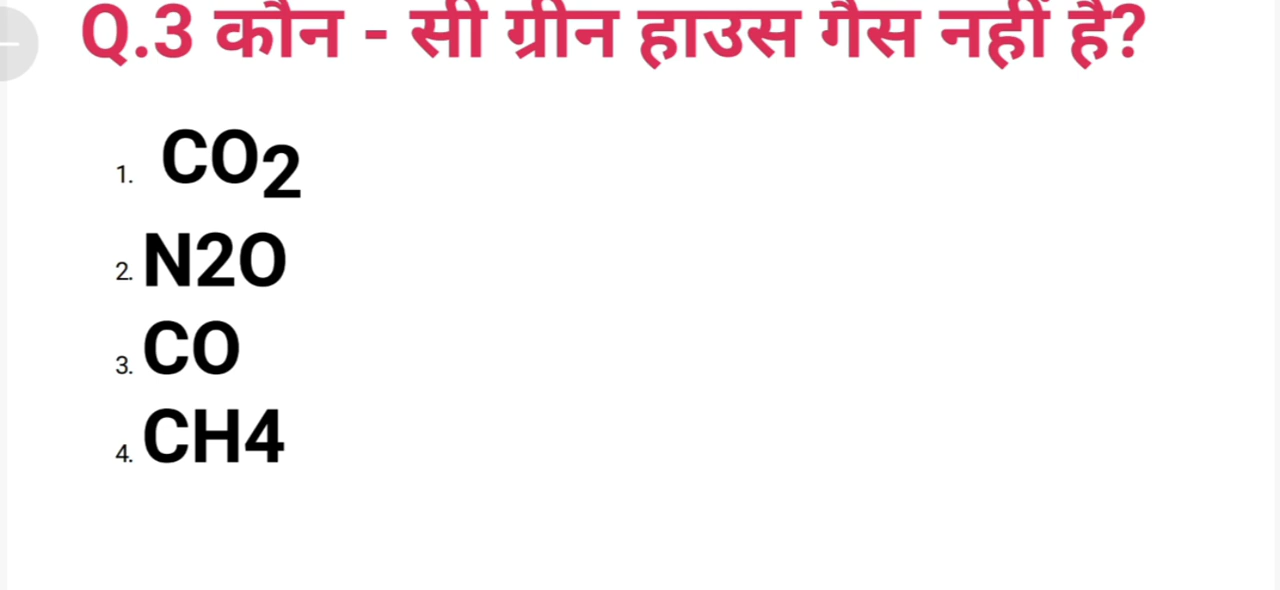 Q.3 कौन - सी ग्रीन हाउस गैस नहीं है?
1. CO2
2. N2O
3. CO
4. CH4